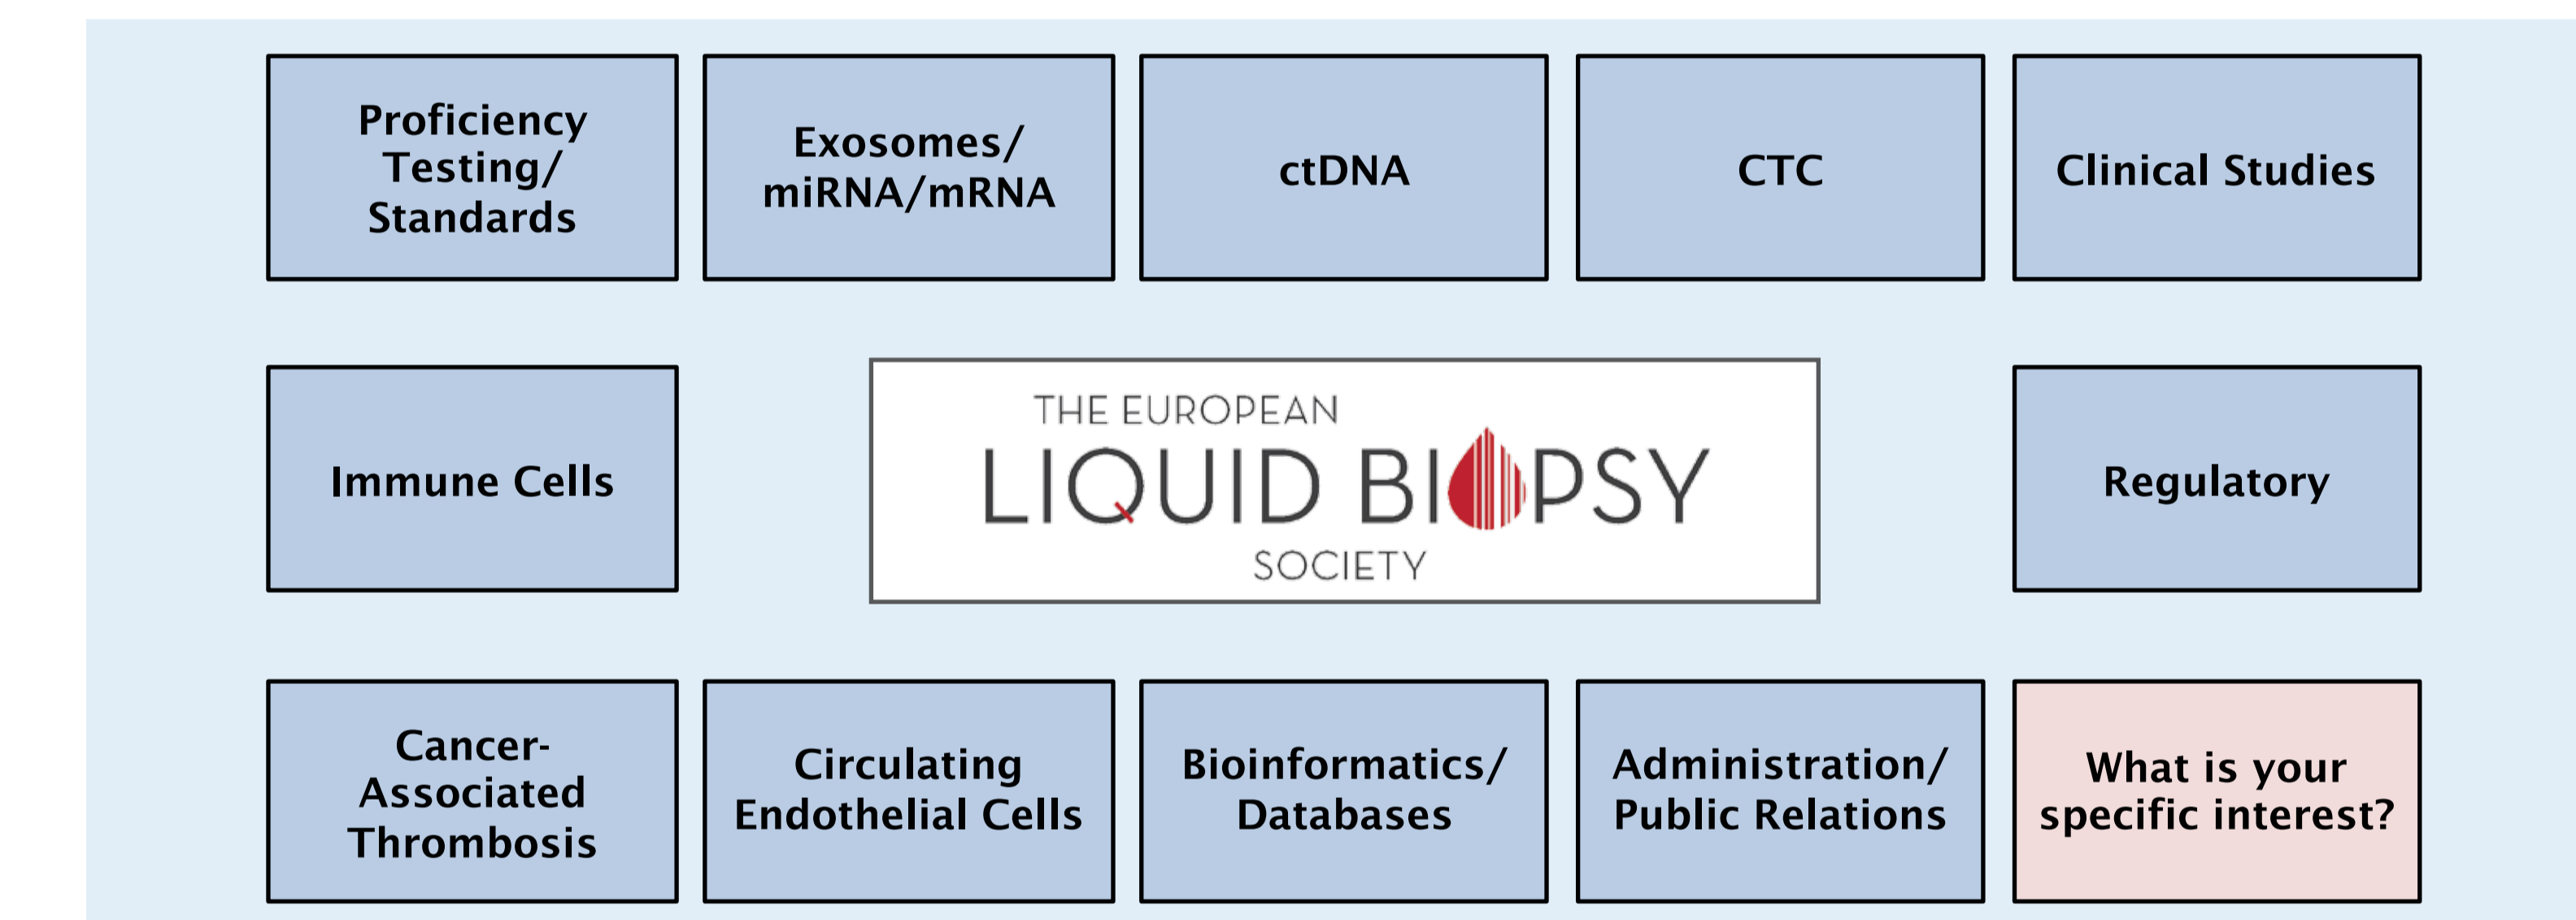 Proficiency
Testing/
Standards
Exosomes/
miRNA/mRNA
ctDNA
CTC
Clinical Studies
Immune Cells
THE EUROPEAN
LIQUID BIOPSY
SOCIETY
Regulatory
Cancer-
Associated
Thrombosis
Circulating
Endothelial Cells
Bioinformatics/
Databases
Administration/
Public Relations
What is your
specific interest?